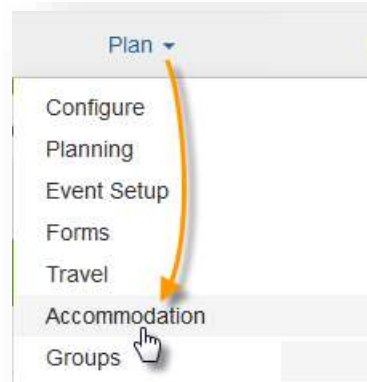 Plan
Configure
Planning
Event Setup
Forms
Travel
Accommodation
Groups